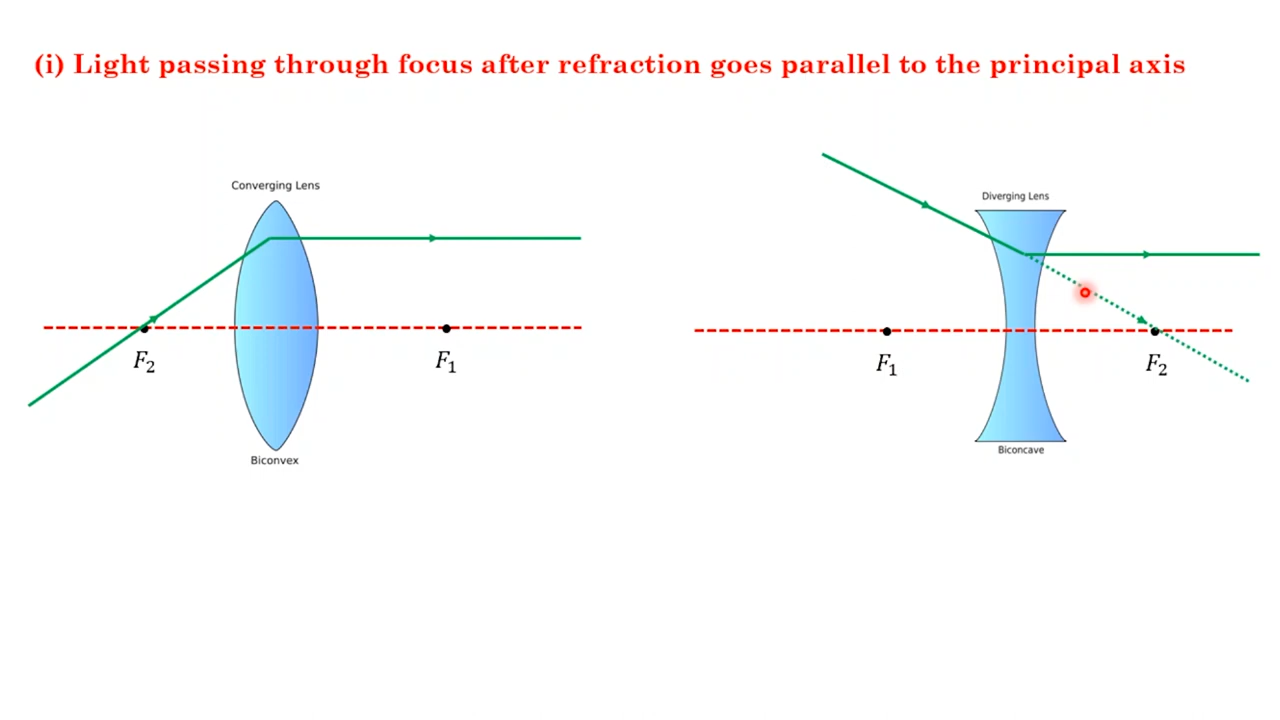 (i) Light passing through focus after refraction goes parallel to the principal axis
Converging Lens
F₂
F₁
Biconvex
Diverging Lens
F₁
F₂
Biconcave